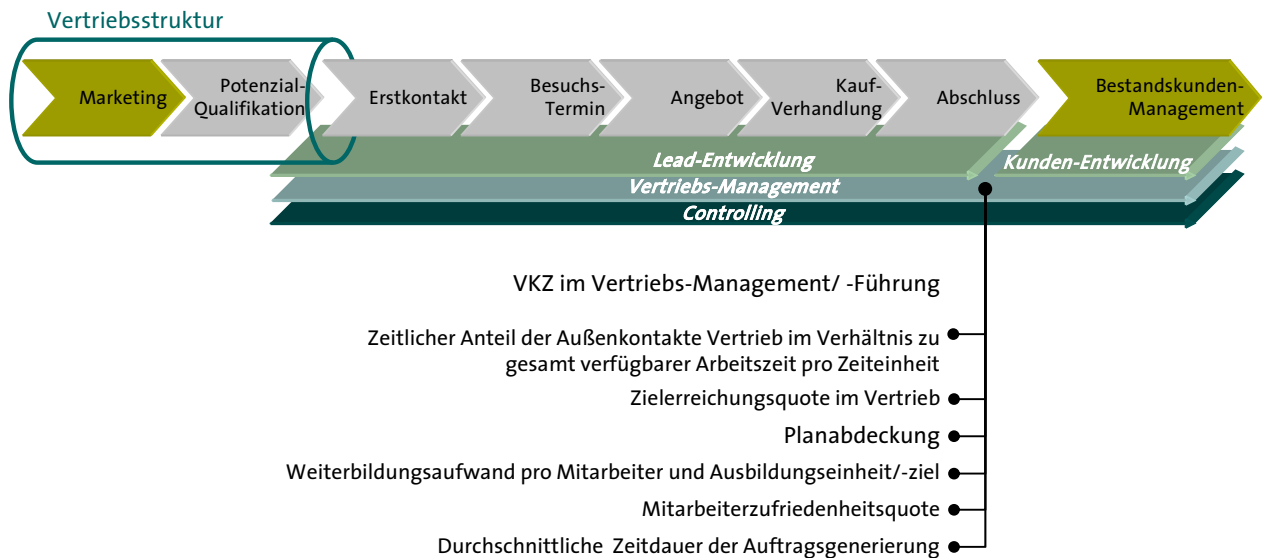 Vertriebsstruktur
Marketing
Potenzial-
Qualifikation
Erstkontakt
Besuchs-
Termin
Angebot
Kauf-
Verhandlung
Abschluss
Bestandskunden-
Management
Lead-Entwicklung
Kunden-Entwicklung
Vertriebs-Management
Controlling
VKZ im Vertriebs-Management/ -Führung
Zeitlicher Anteil der Außenkontakte Vertrieb im Verhältnis zu
gesamt verfügbarer Arbeitszeit pro Zeiteinheit
Zielerreichungsquote im Vertrieb
Planabdeckung
Weiterbildungsaufwand pro Mitarbeiter und Ausbildungseinheit/-ziel
Mitarbeiterzufriedenheitsquote
Durchschnittliche Zeitdauer der Auftragsgenerierung